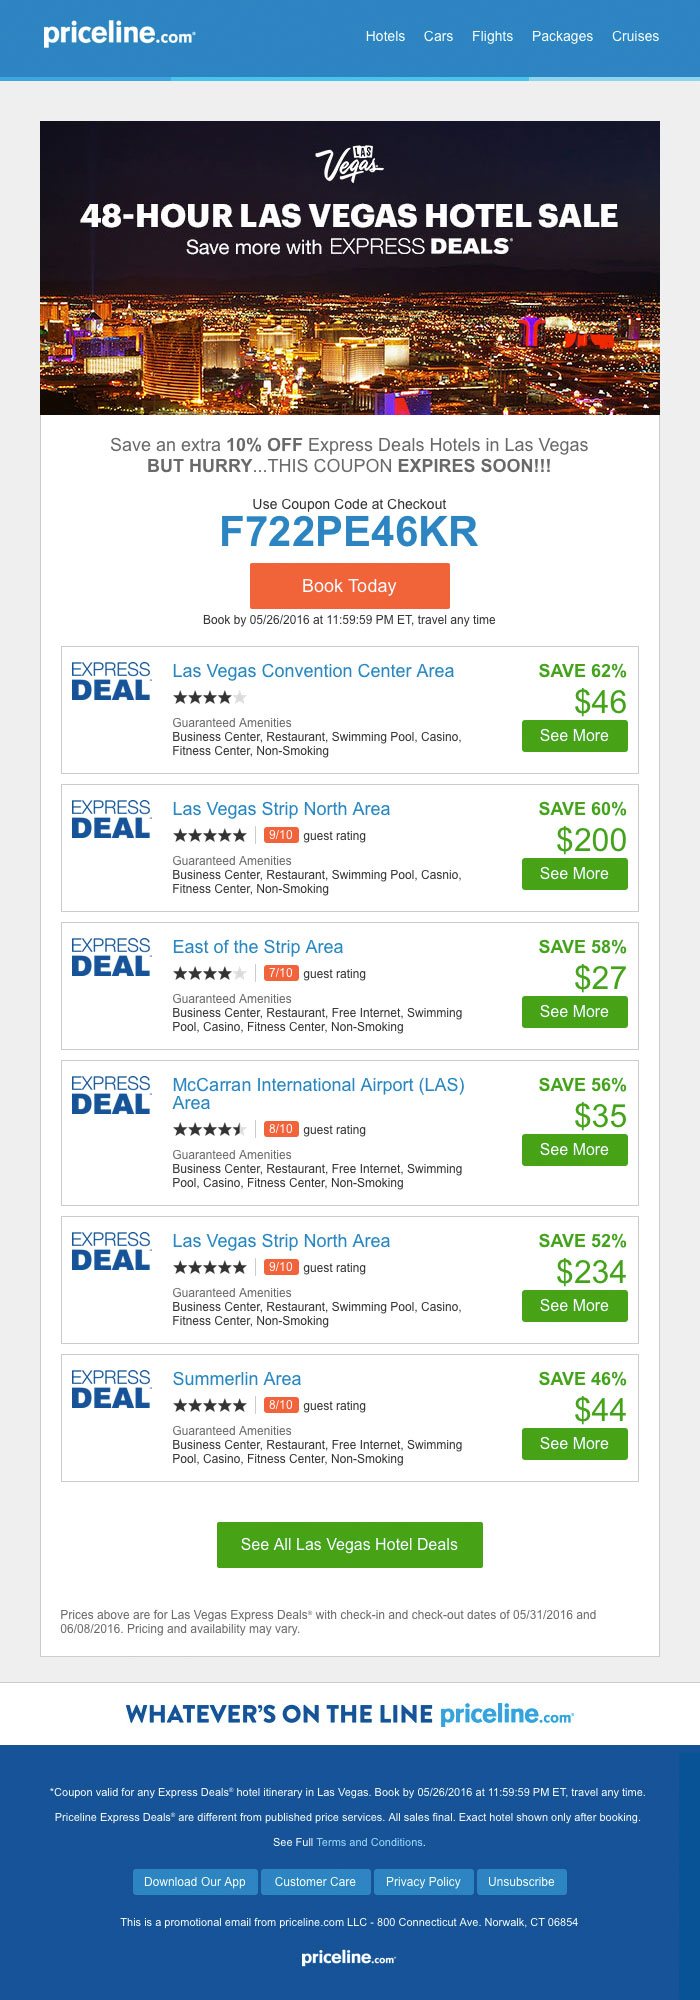 priceline.com®
Hotels Cars Flights Packages Cruises
LAS
Vegas
48-HOUR LAS VEGAS HOTEL SALE
Save more with EXPRESS DEALS®
Save an extra 10% OFF Express Deals Hotels in Las Vegas
BUT HURRY...THIS COUPON EXPIRES SOON!!!
Use Coupon Code at Checkout
F722PE46KR
Book Today
Book by 05/26/2016 at 11:59:59 PM ET, travel any time
EXPRESS
DEAL
Las Vegas Convention Center Area
Guaranteed Amenities
Business Center, Restaurant, Swimming Pool, Casino,
Fitness Center, Non-Smoking
SAVE 62%
$46
See More
EXPRESS
DEAL
Las Vegas Strip North Area
9/10 guest rating
Guaranteed Amenities
Business Center, Restaurant, Swimming Pool, Casnio,
Fitness Center, Non-Smoking
SAVE 60%
$200
See More
EXPRESS
DEAL
East of the Strip Area
7/10 guest rating
Guaranteed Amenities
Business Center, Restaurant, Free Internet, Swimming
Pool, Casino, Fitness Center, Non-Smoking
SAVE 58%
$27
See More
EXPRESS
DEAL
McCarran International Airport (LAS)
Area
8/10 guest rating
Guaranteed Amenities
Business Center, Restaurant, Free Internet, Swimming
Pool, Casino, Fitness Center, Non-Smoking
SAVE 56%
$35
See More
EXPRESS
DEAL
Las Vegas Strip North Area
9/10 guest rating
Guaranteed Amenities
Business Center, Restaurant, Swimming Pool, Casino,
Fitness Center, Non-Smoking
SAVE 52%
$234
See More
EXPRESS
DEAL
Summerlin Area
8/10 guest rating
Guaranteed Amenities
Business Center, Restaurant, Free Internet, Swimming
Pool, Casino, Fitness Center, Non-Smoking
SAVE 46%
$44
See More
See All Las Vegas Hotel Deals
Prices above are for Las Vegas Express Deals® with check-in and check-out dates of 05/31/2016 and
06/08/2016. Pricing and availability may vary.
WHATEVER'S ON THE LINE priceline.com®
*Coupon valid for any Express Deals® hotel itinerary in Las Vegas. Book by 05/26/2016 at 11:59:59 PM ET, travel any time.
Priceline Express Deals® are different from published price services. All sales final. Exact hotel shown only after booking.
See Full Terms and Conditions.
Download Our App Customer Care Privacy Policy Unsubscribe
This is a promotional email from priceline.com LLC - 800 Connecticut Ave. Norwalk, CT 06854
priceline.com®